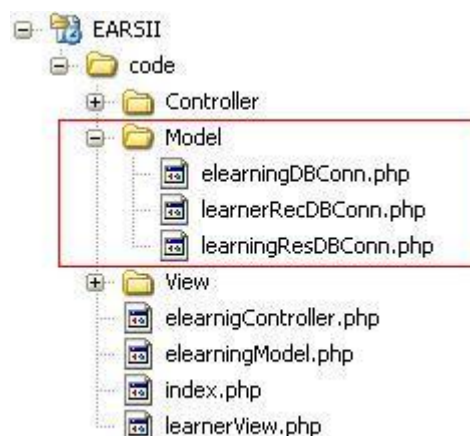 EARSII
code
Controller
Model
elearningDBConn.php
learnerRecDBConn.php
learningResDBConn.php
View
elearnigController.php
elearningModel.php
index.php
learnerView.php